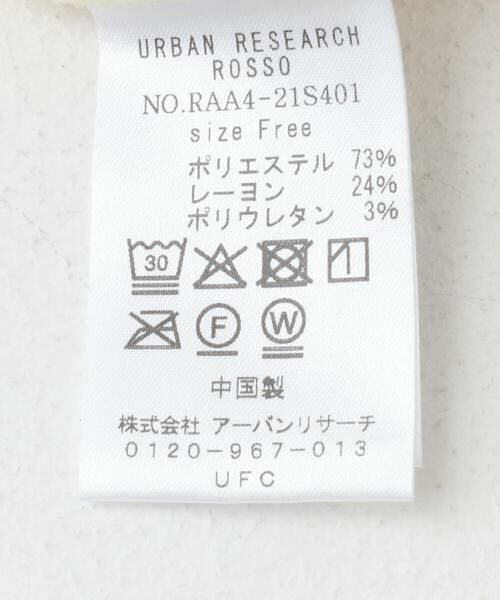 URBAN RESEARCH
ROSSO
NO.RAA4-21S401
size Free
ポリエステル 73%
レーヨン 24%
ポリウレタン 3%
30
F W
中国製
株式会社 アーバンリサーチ
0120-967-013
UFC